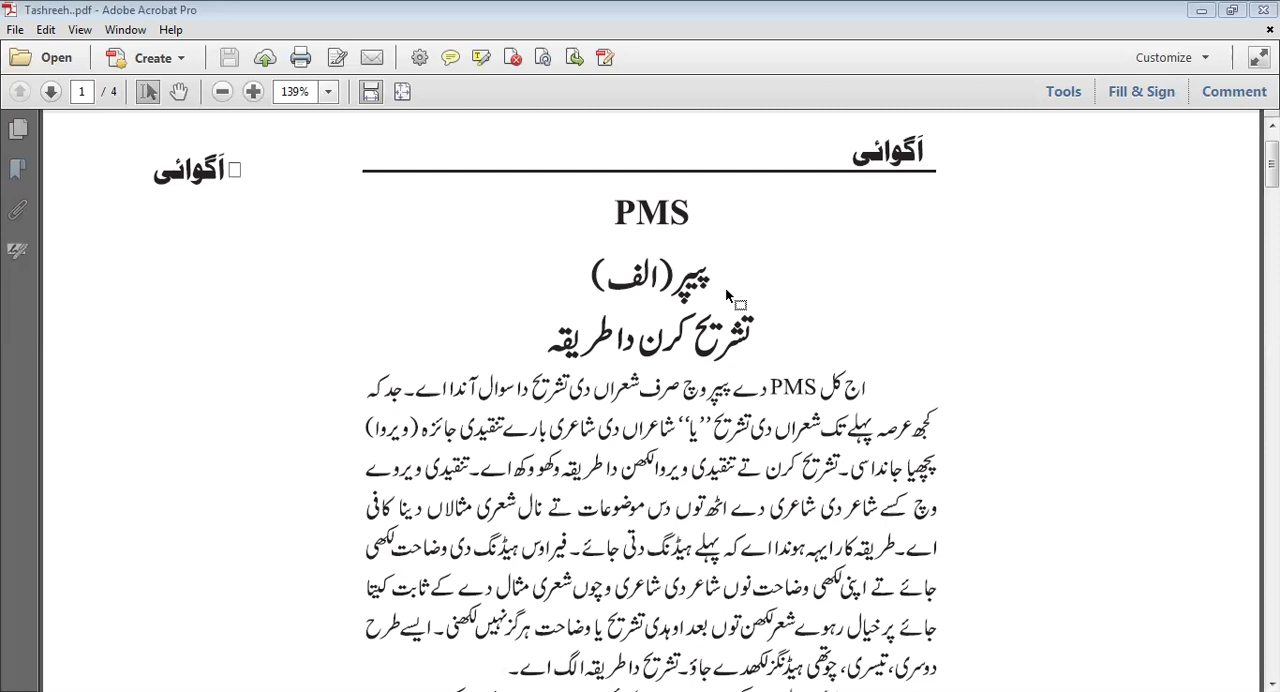 Tashreeh..pdf - Adobe Acrobat Pro
File Edit View Window Help
Open Create Customize
1 / 4 139% Tools Fill & Sign Comment
اَگوائی
اَگوائی
PMS
پیپر(الف)
تشریح کرن دا طریقہ
اج کل PMS دے پیپر وچ صرف شعراں دی تشریح دا سوال آندا اے۔ جد کہ
کجھ عرصہ پہلے تک شعراں دی تشریح ’’یا‘‘ شاعراں دی شاعری بارے تنقیدی جائزہ (ویروا)
پچھیا جاندا سی۔ تشریح کرن تے تنقیدی ویروا لکھن دا طریقہ وکھو وکھ اے۔ تنقیدی ویروے
وچ کسے شاعر دی شاعری دے اٹھ توں دس موضوعات تے نال شعری مثالاں دینا کافی
اے۔ طریقہ کار ایہہ ہوندا اے کہ پہلے ہیڈنگ دتی جائے۔ فیر اوس ہیڈنگ دی وضاحت لکھی
جائے تے اپنی لکھی وضاحت نوں شاعر دی شاعری وچوں شعری مثال دے کے ثابت کیتا
جائے پر خیال رہوے شعر لکھن توں بعد اوہدی تشریح یا وضاحت ہرگز نہیں لکھنی۔ ایسے طرح
دوسری، تیسری، چوتھی ہیڈنگز لکھدے جاؤ۔ تشریح دا طریقہ الگ اے۔